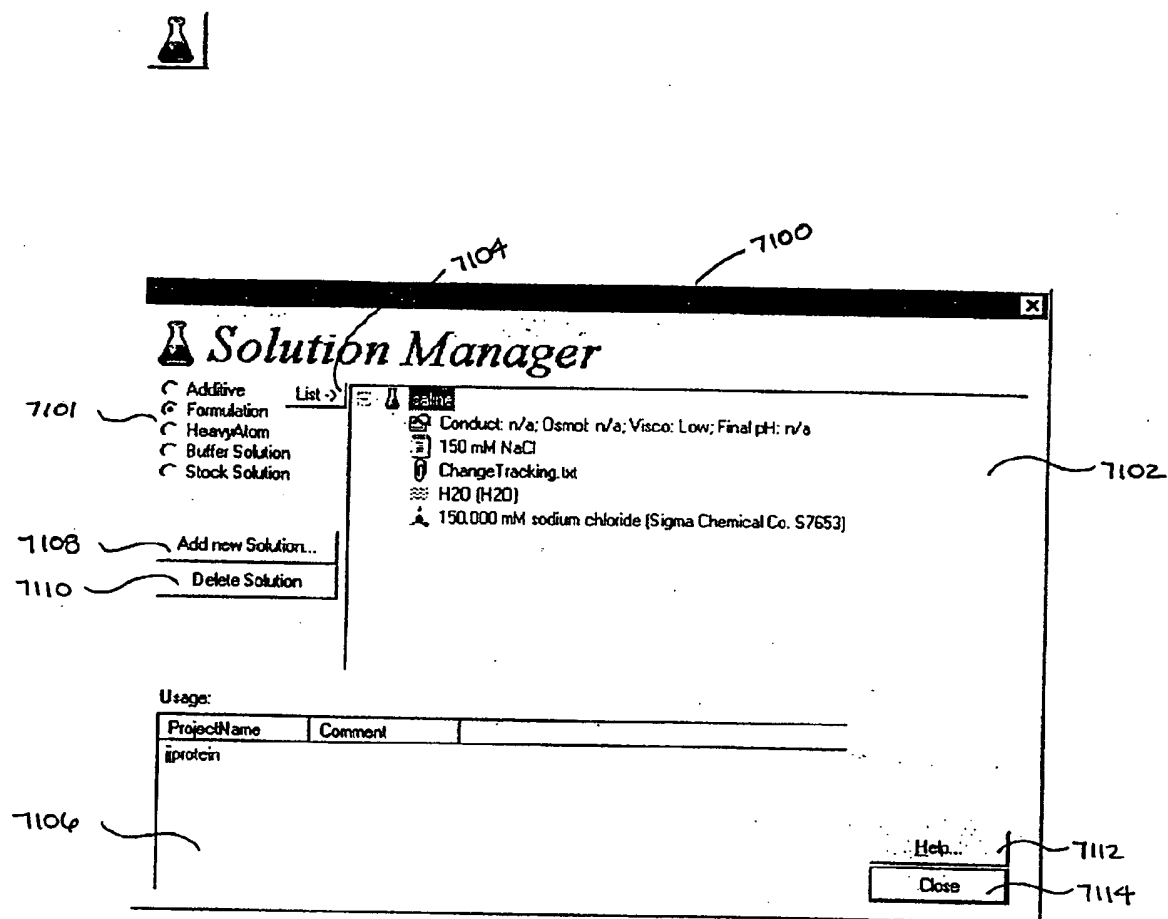 7104
7100
Solution Manager
Additive
List ->
7101
Formulation
HeavyAtom
Buffer Solution
Stock Solution
saline
Conduct: n/a; Osmot: n/a; Visco: Low; Final pH: n/a
150 mM NaCl
ChangeTracking.txt
H2O (H2O)
150.000 mM sodium chloride (Sigma Chemical Co. S7653)
7102
7108
Add new Solution...
7110
Delete Solution
Usage:
ProjectName Comment
jjprotein
7106
Help...
7112
Close
7114